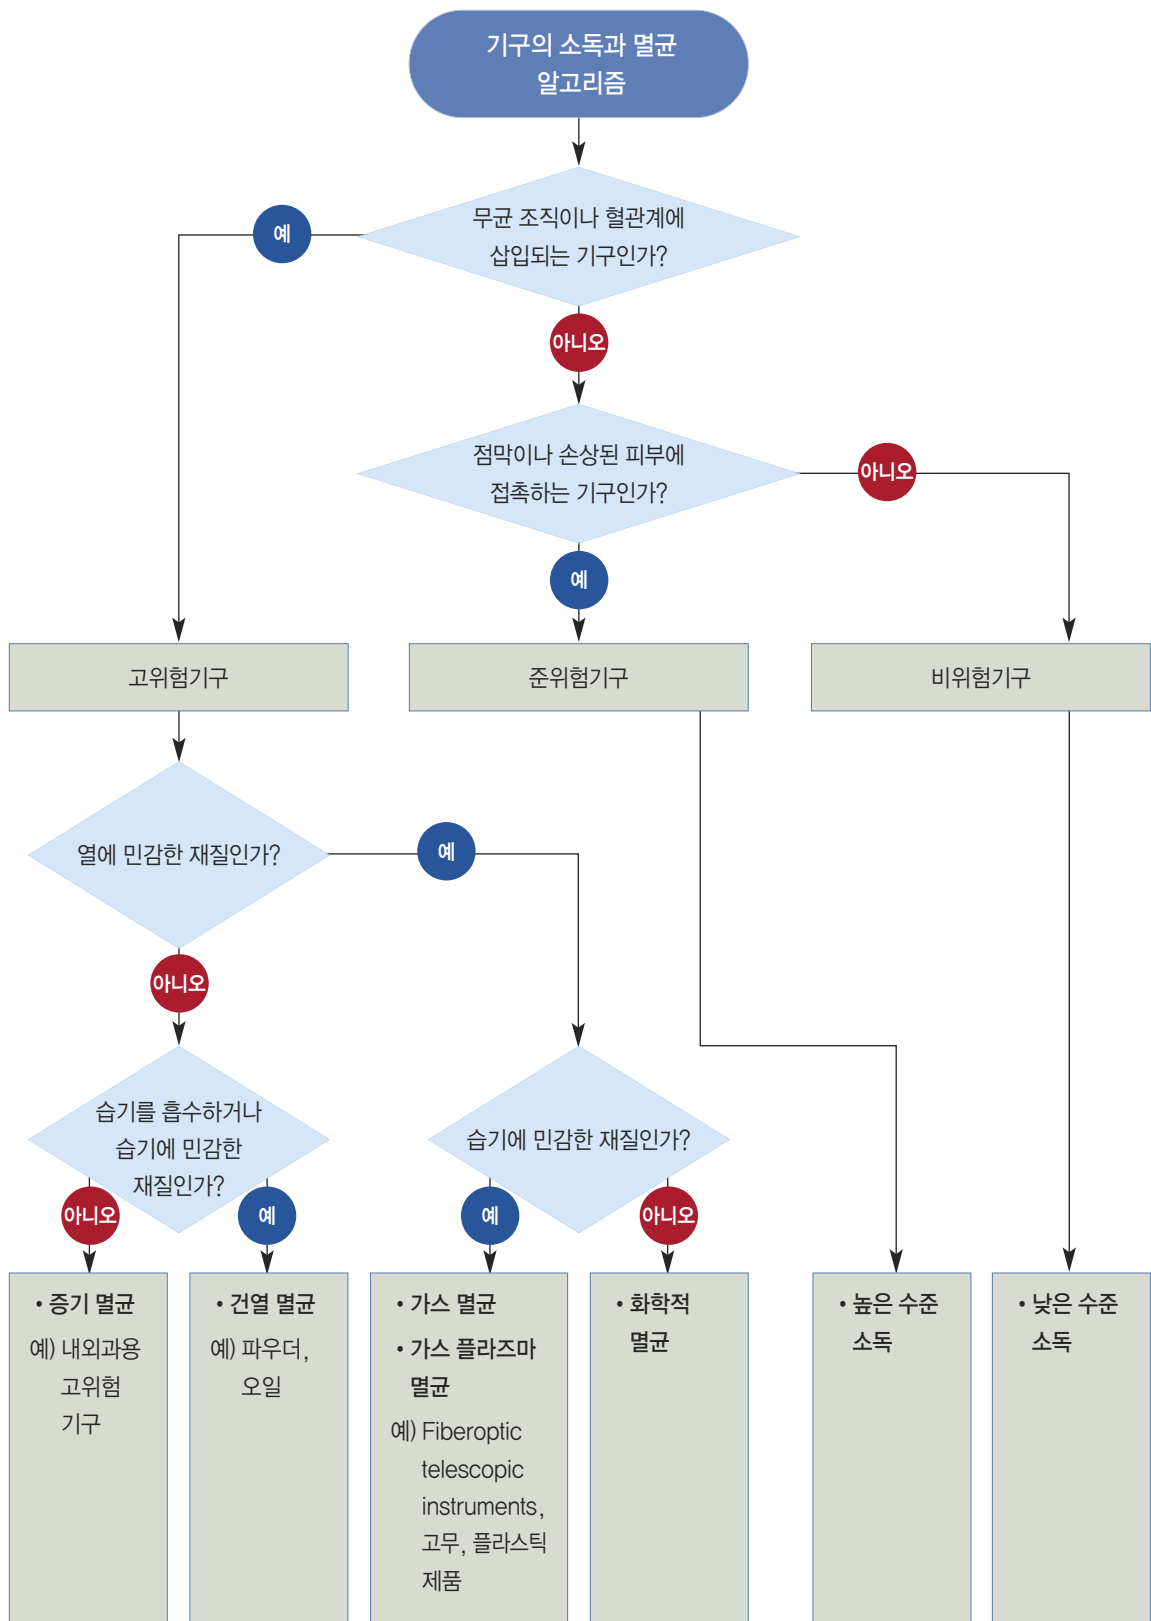 기구의 소독과 멸균
알고리즘
무균 조직이나 혈관계에
삽입되는 기구인가?
예
아니오
점막이나 손상된 피부에
접촉하는 기구인가?
아니오
예
고위험기구
준위험기구
비위험기구
열에 민감한 재질인가?
예
아니오
습기를 흡수하거나
습기에 민감한
재질인가?
아니오
예
습기에 민감한 재질인가?
예
아니오
• 증기 멸균
예) 내외과용
고위험
기구
• 건열 멸균
예) 파우더,
오일
• 가스 멸균
• 가스 플라즈마
멸균
예) Fiberoptic
telescopic
instruments,
고무, 플라스틱
제품
• 화학적
멸균
• 높은 수준
소독
• 낮은 수준
소독